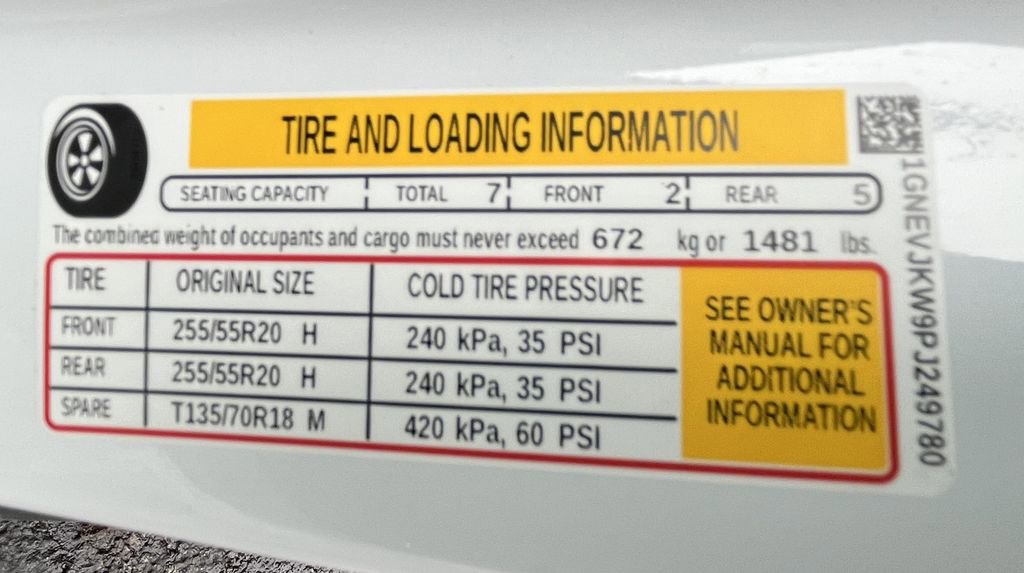 TIRE AND LOADING INFORMATION
SEATING CAPACITY TOTAL 7 FRONT 2 REAR 5
The combined weight of occupants and cargo must never exceed 672 kg or 1481 lbs.
TIRE ORIGINAL SIZE COLD TIRE PRESSURE
FRONT 255/55R20 H 240 kPa, 35 PSI
REAR 255/55R20 H 240 kPa, 35 PSI
SPARE T135/70R18 M 420 kPa, 60 PSI
SEE OWNER'S
MANUAL FOR
ADDITIONAL
INFORMATION
1GNEVJKW9PJ249780